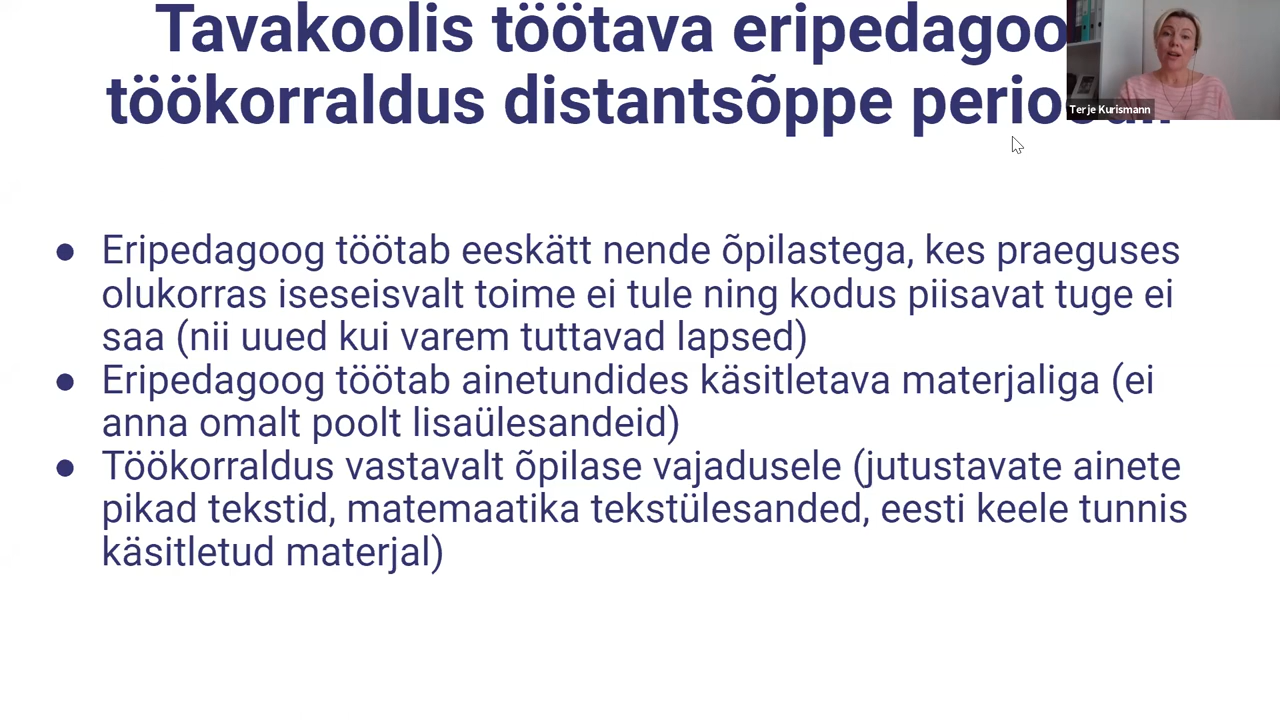 Tavakoolis töötava
töökorraldus distantsõppe
Terje Kurismann
● Eripedagoog töötab eeskätt nende õpilastega, kes praeguses
olukorras iseseisvalt toime ei tule ning kodus piisavat tuge ei
saa (nii uued kui varem tuttavad lapsed)
● Eripedagoog töötab ainetundides käsitletava materjaliga (ei
anna omalt poolt lisaülesandeid)
● Töökorraldus vastavalt õpilase vajadusele (jutustavate ainete
pikad tekstid, matemaatika tekstülesanded, eesti keele tunnis
käsitletud materjal)